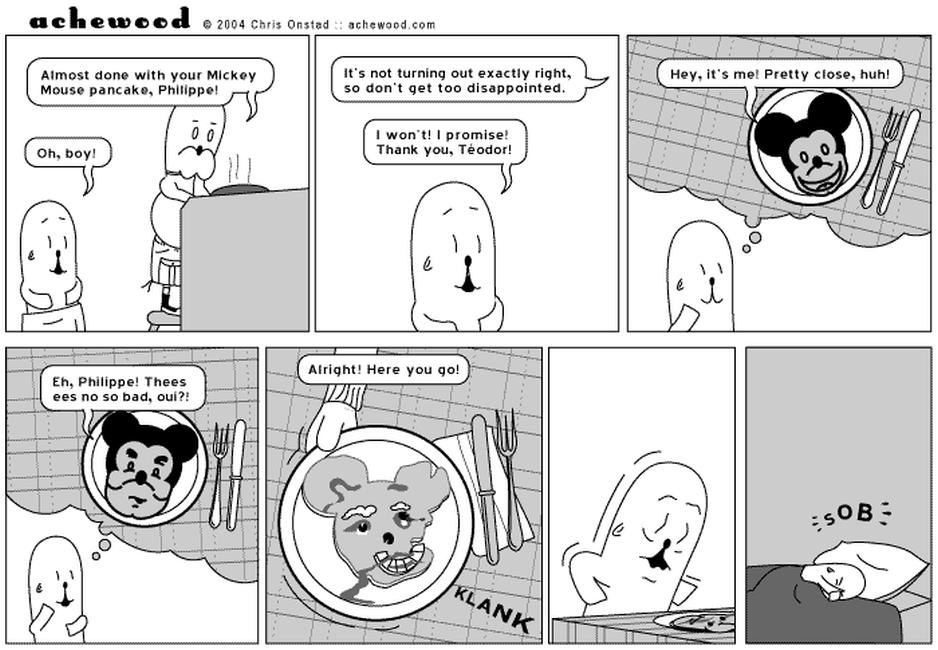 achewood © 2004 Chris Onstad :: achewood.com
Almost done with your Mickey
Mouse pancake, Philippe!
Oh, boy!
It's not turning out exactly right,
so don't get too disappointed.
I won't! I promise!
Thank you, Téodor!
Hey, it's me! Pretty close, huh!
Eh, Philippe! Thees
ees no so bad, oui?!
Alright! Here you go!
KLANK
SOB